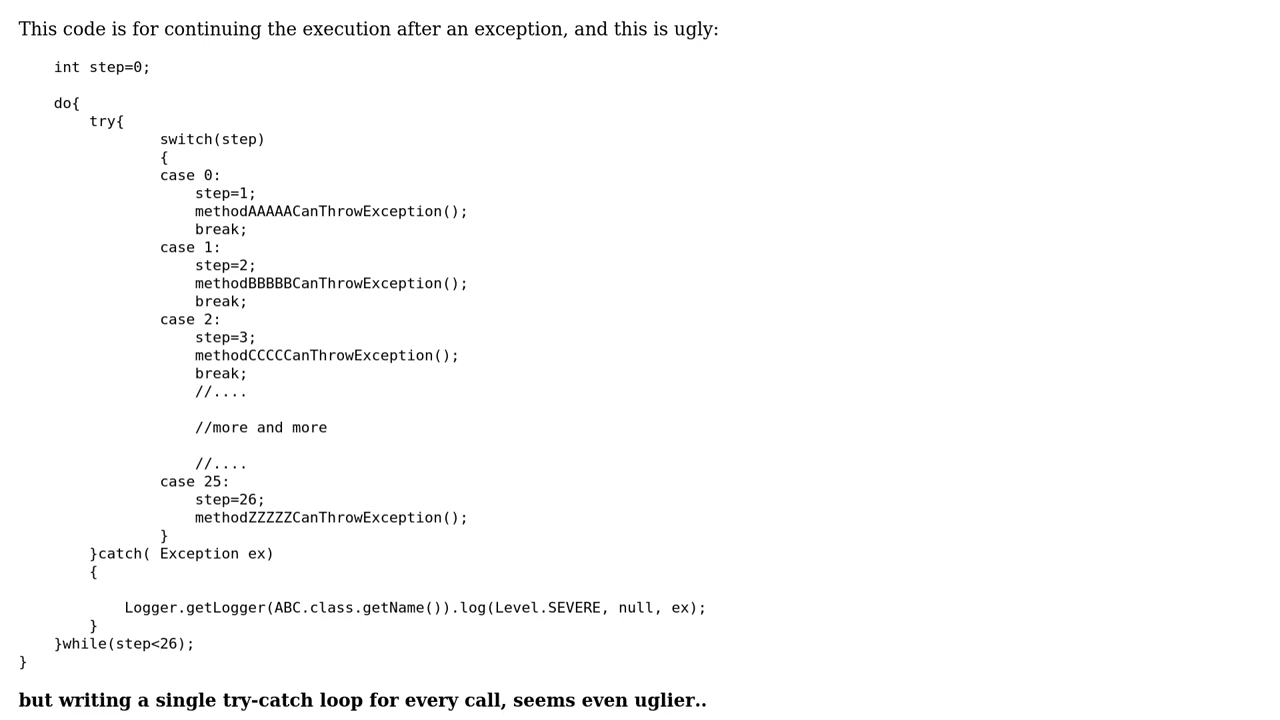 This code is for continuing the execution after an exception, and this is ugly:
int step=0;
do{
try{
switch(step)
{
case 0:
step=1;
methodAAAAACanThrowException();
break;
case 1:
step=2;
methodBBBBBCanThrowException();
break;
case 2:
step=3;
methodCCCCCanThrowException();
break;
//....
//more and more
//....
case 25:
step=26;
methodZZZZZCanThrowException();
}
}catch( Exception ex)
{
Logger.getLogger(ABC.class.getName()).log(Level.SEVERE, null, ex);
}
}while(step<26);
}
but writing a single try-catch loop for every call, seems even uglier..